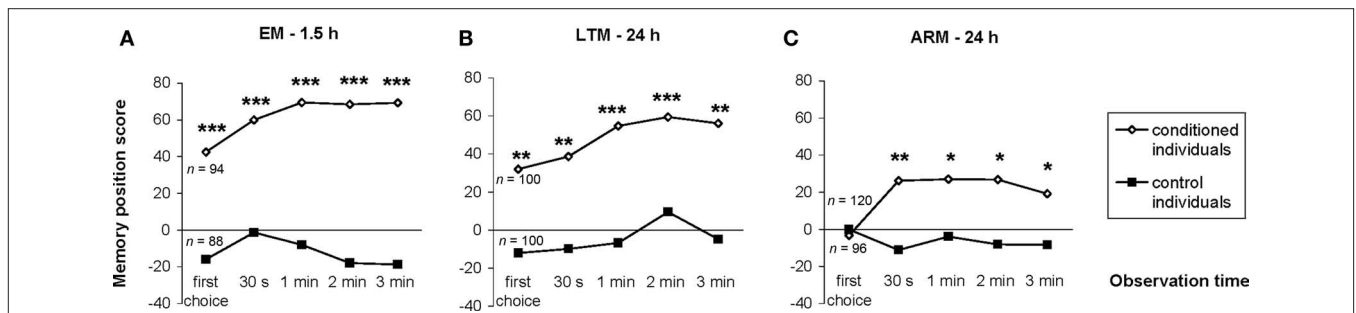 A
EM - 1.5 h
Memory position score
80
60
40
20
0
-20
-40
***
***
***
***
***
n = 94
n = 88
first choice
30 s
1 min
2 min
3 min
B
LTM - 24 h
80
60
40
20
0
-20
-40
**
**
***
***
**
n = 100
n = 100
first choice
30 s
1 min
2 min
3 min
C
ARM - 24 h
80
60
40
20
0
-20
-40
**
*
*
*
n = 120
n = 96
first choice
30 s
1 min
2 min
3 min
conditioned
individuals
control
individuals
Observation time